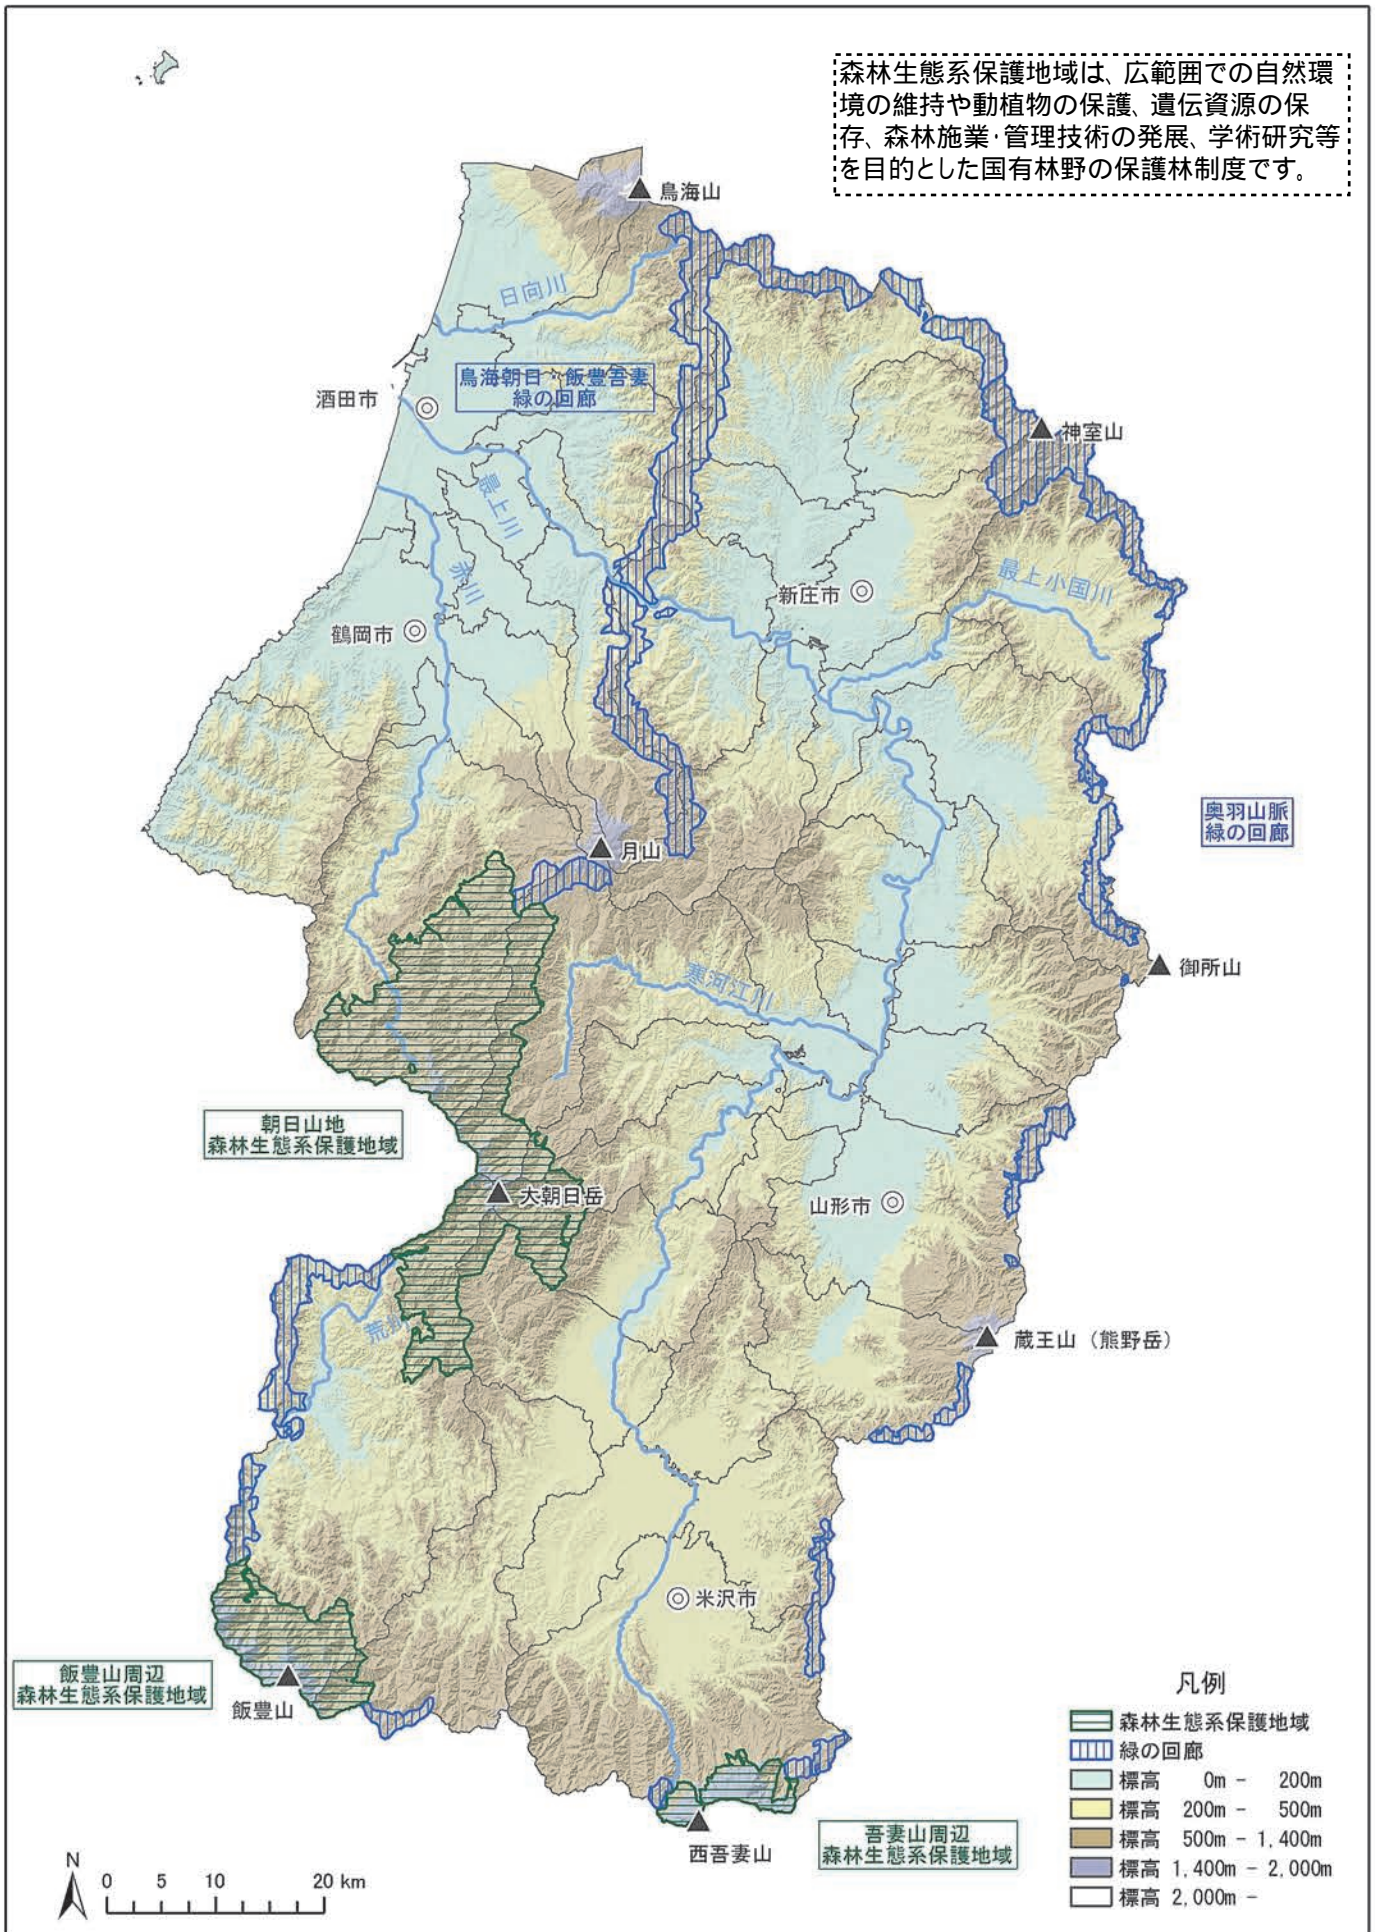 森林生態系保護地域は、広範囲での自然環
境の維持や動植物の保護、遺伝資源の保
存、森林施業・管理技術の発展、学術研究等
を目的とした国有林野の保護林制度です。
鳥海山
日向川
鳥海朝日・飯豊吾妻
緑の回廊
酒田市
神室山
最上川
赤川
新庄市
最上小国川
鶴岡市
奥羽山脈
緑の回廊
月山
御所山
寒河江川
朝日山地
森林生態系保護地域
大朝日岳
山形市
荒
蔵王山（熊野岳）
米沢市
飯豊山周辺
森林生態系保護地域
飯豊山
凡例
森林生態系保護地域
緑の回廊
標高 0m - 200m
標高 200m - 500m
標高 500m - 1,400m
標高 1,400m - 2,000m
標高 2,000m -
吾妻山周辺
森林生態系保護地域
西吾妻山
N
0 5 10 20 km